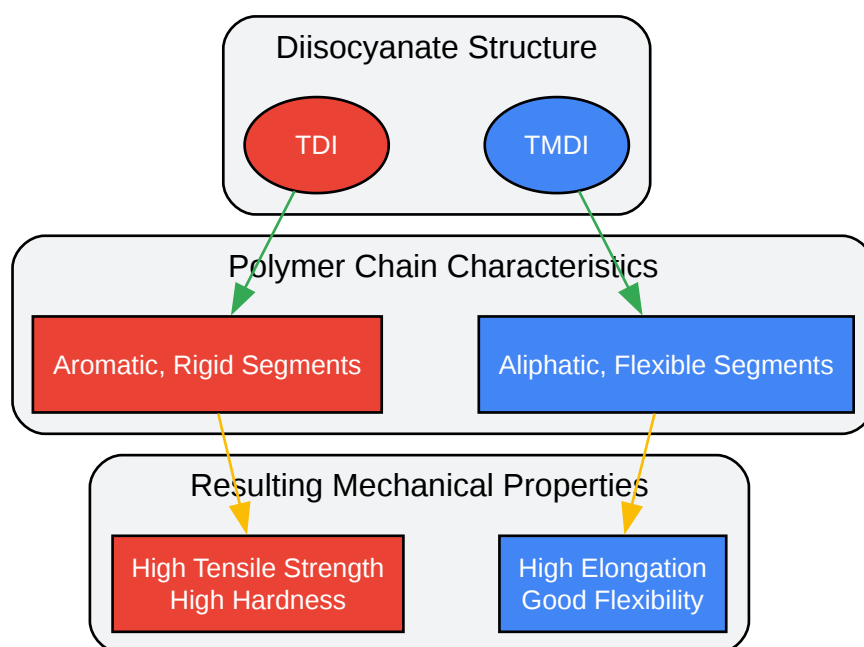 Diisocyanate Structure
TDI
TMDI
Polymer Chain Characteristics
Aromatic, Rigid Segments
Aliphatic, Flexible Segments
Resulting Mechanical Properties
High Tensile Strength
High Hardness
High Elongation
Good Flexibility